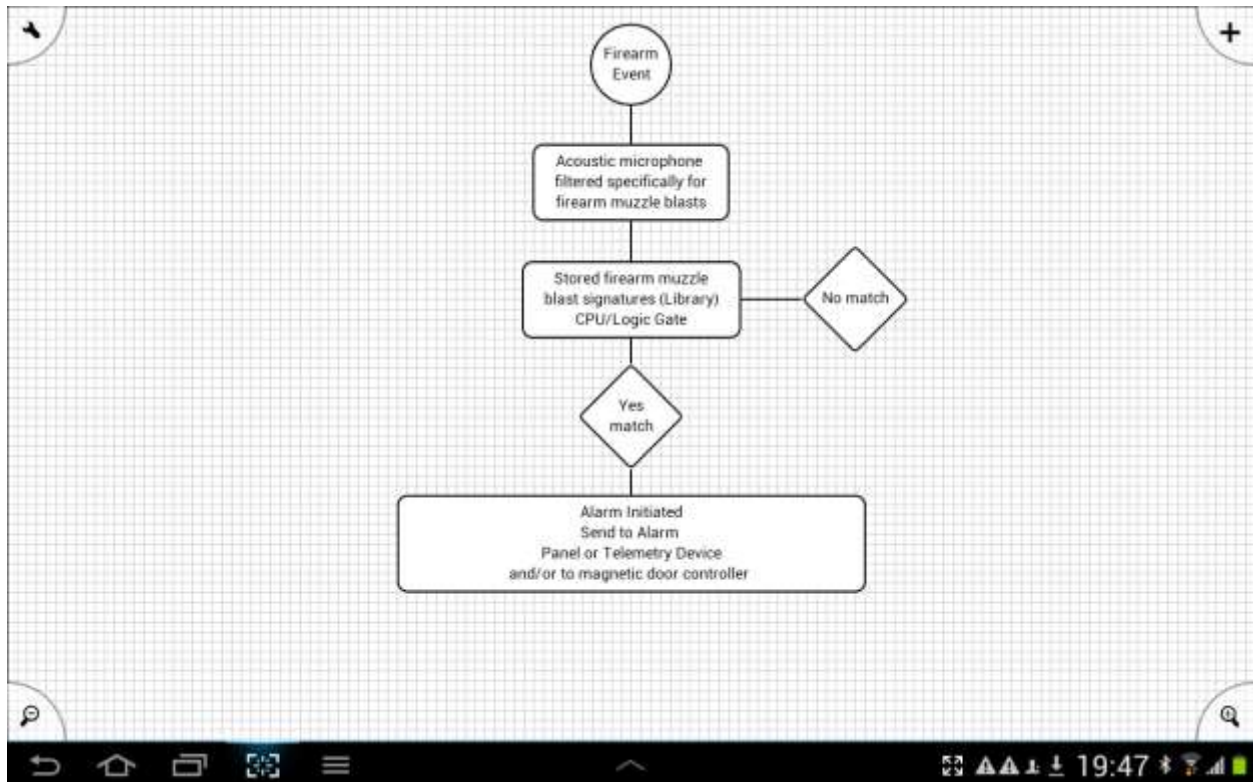 Firearm
Event
Acoustic microphone
filtered specifically for
firearm muzzle blasts
Stored firearm muzzle
blast signatures (Library)
CPU/Logic Gate
No match
Yes
match
Alarm Initiated
Send to Alarm
Panel or Telemetry Device
and/or to magnetic door controller
19:47